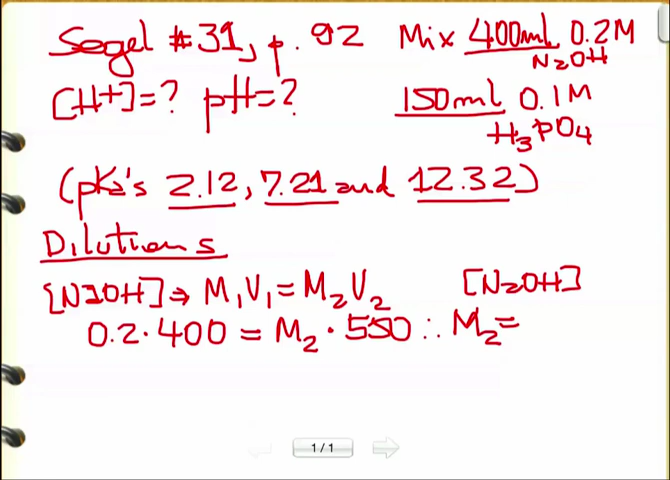 Segel #31, p. 92 Mix 400ml 0.2M
NaOH
[H+]=? pH=? 150ml 0.1M
H3PO4
(pKa's 2.12, 7.21 and 12.32)
Dilutions
[NaOH] → M1V1=M2V2 [NaOH]
0.2·400 = M2·550 ∴ M2=
1/1